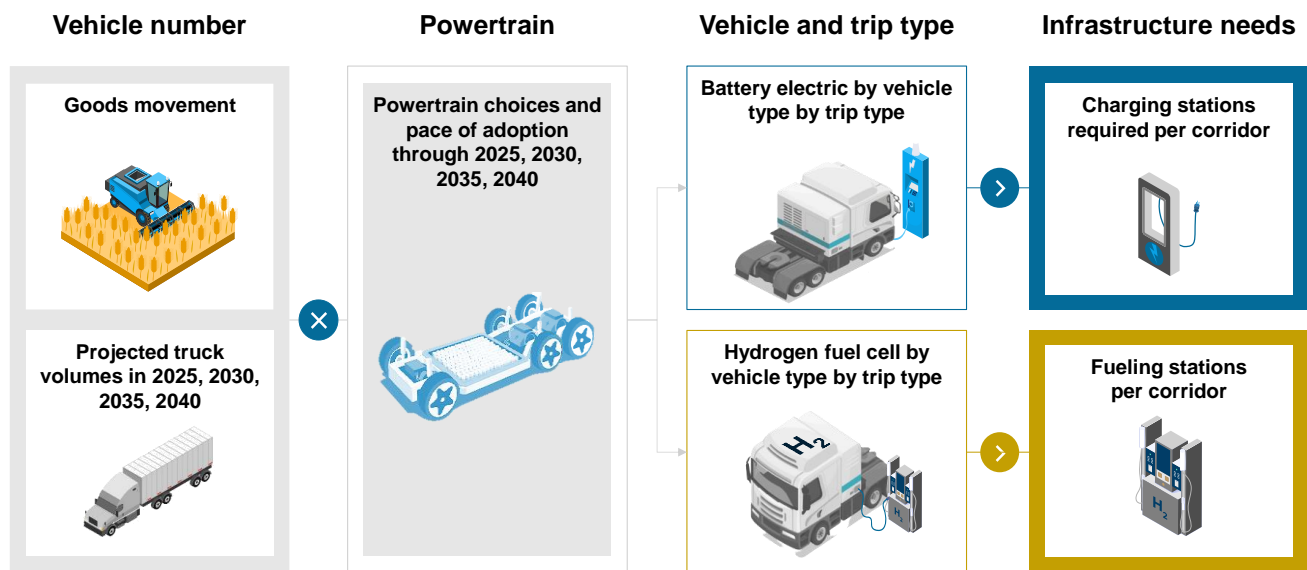 Vehicle number
Powertrain
Vehicle and trip type
Infrastructure needs
Goods movement
Projected truck
volumes in 2025, 2030,
2035, 2040
Powertrain choices and
pace of adoption
through 2025, 2030,
2035, 2040
Battery electric by vehicle
type by trip type
Charging stations
required per corridor
Hydrogen fuel cell by
vehicle type by trip type
H2
H2
Fueling stations
per corridor
H2